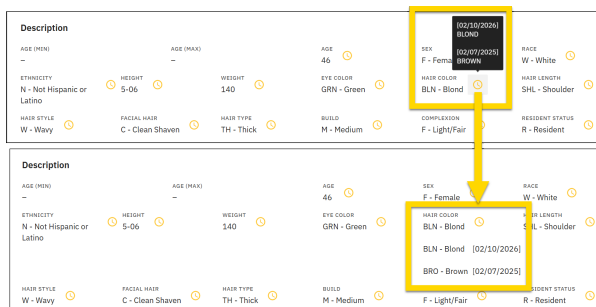 Description
[02/10/2026]
BLOND
[02/07/2025]
BROWN
AGE (MIN)
–
AGE (MAX)
–
AGE
46
SEX
F - Fema
RACE
W - White
ETHNICITY
N - Not Hispanic or
Latino
HEIGHT
5-06
WEIGHT
140
EYE COLOR
GRN - Green
HAIR COLOR
BLN - Blond
HAIR LENGTH
SHL - Shoulder
HAIR STYLE
W - Wavy
FACIAL HAIR
C - Clean Shaven
HAIR TYPE
TH - Thick
BUILD
M - Medium
COMPLEXION
F - Light/Fair
RESIDENT STATUS
R - Resident
Description
AGE (MIN)
–
AGE (MAX)
–
AGE
46
SEX
F - Female
RACE
W - White
ETHNICITY
N - Not Hispanic or
Latino
HEIGHT
5-06
WEIGHT
140
EYE COLOR
GRN - Green
HAIR COLOR
BLN - Blond
BLN - Blond [02/10/2026]
BRO - Brown [02/07/2025]
IR LENGTH
L - Shoulder
HAIR STYLE
W - Wavy
FACIAL HAIR
C - Clean Shaven
HAIR TYPE
TH - Thick
BUILD
M - Medium
F - Light/Fair
IDENT STATUS
R - Resident